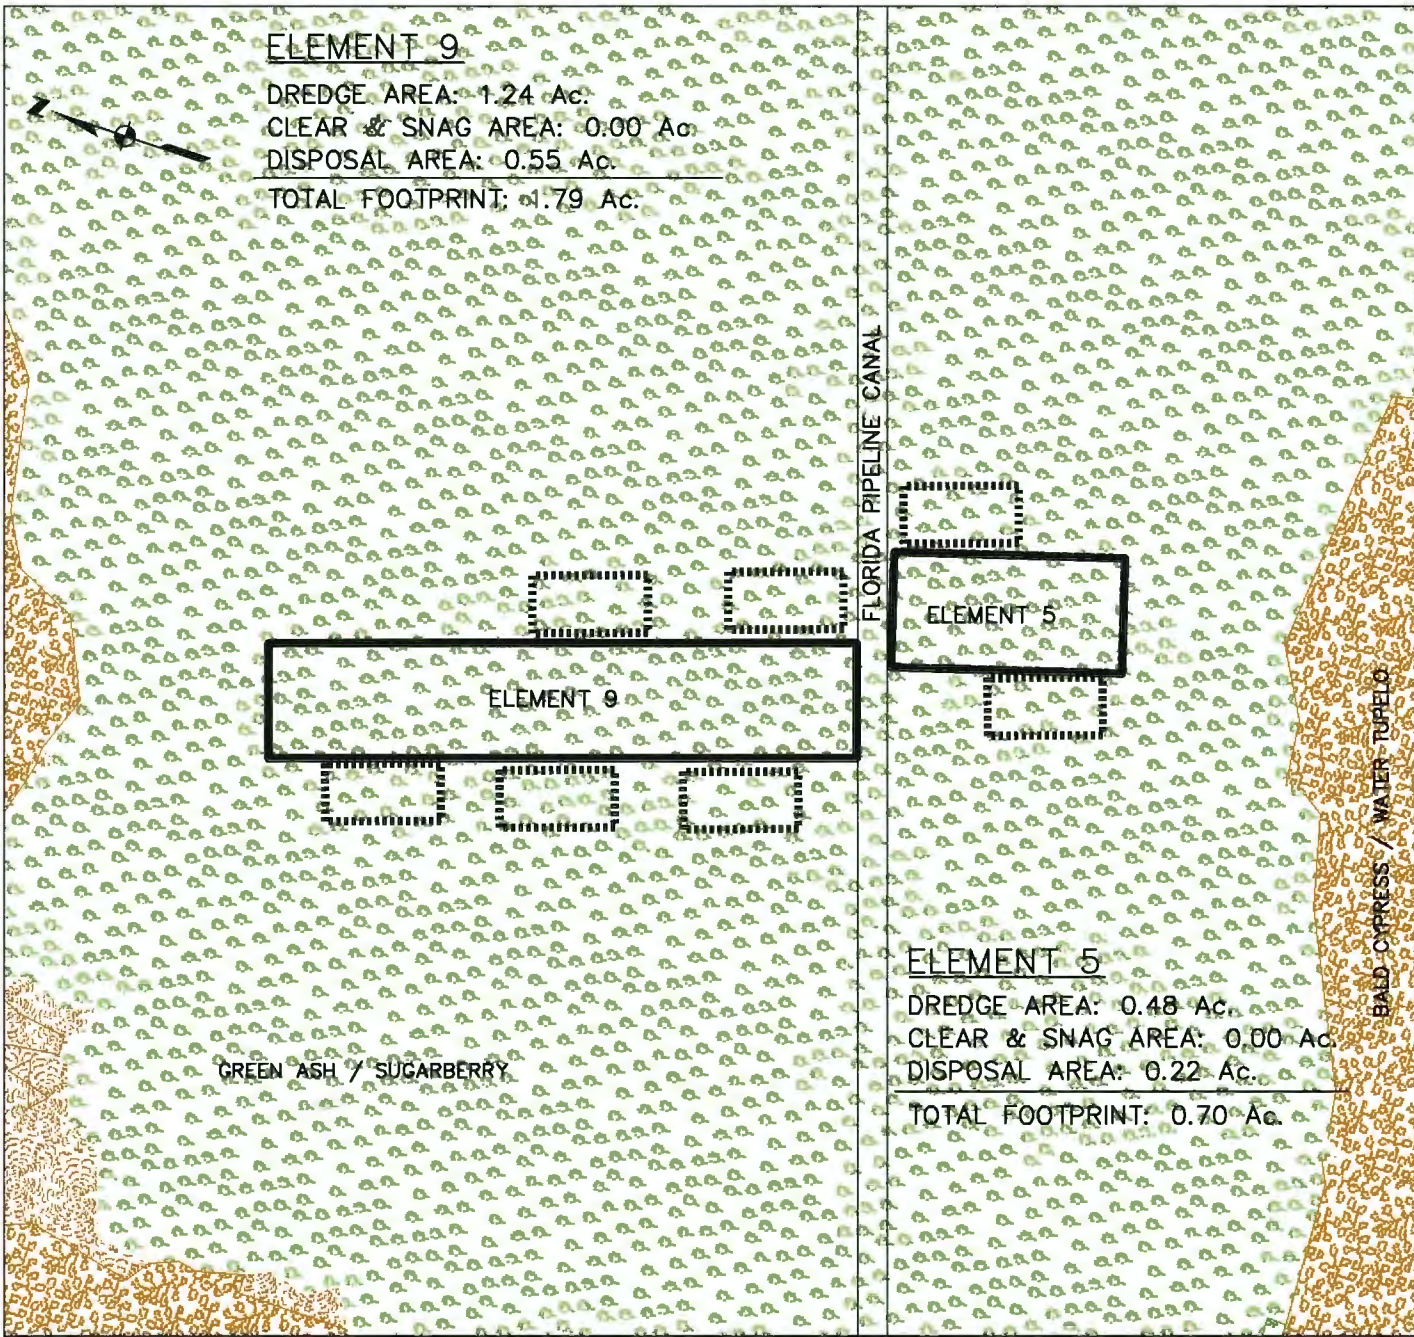 ELEMENT 9
DREDGE AREA: 1.24 Ac.
CLEAR & SNAG AREA: 0.00 Ac
DISPOSAL AREA: 0.55 Ac.
TOTAL FOOTPRINT: 1.79 Ac.
N
FLORIDA PIPELINE CANAL
ELEMENT 5
ELEMENT 9
BALD CYPRESS / WATER TUPELO
ELEMENT 5
DREDGE AREA: 0.48 Ac.
CLEAR & SNAG AREA: 0.00 Ac.
DISPOSAL AREA: 0.22 Ac.
TOTAL FOOTPRINT: 0.70 Ac.
GREEN ASH / SUGARBERRY